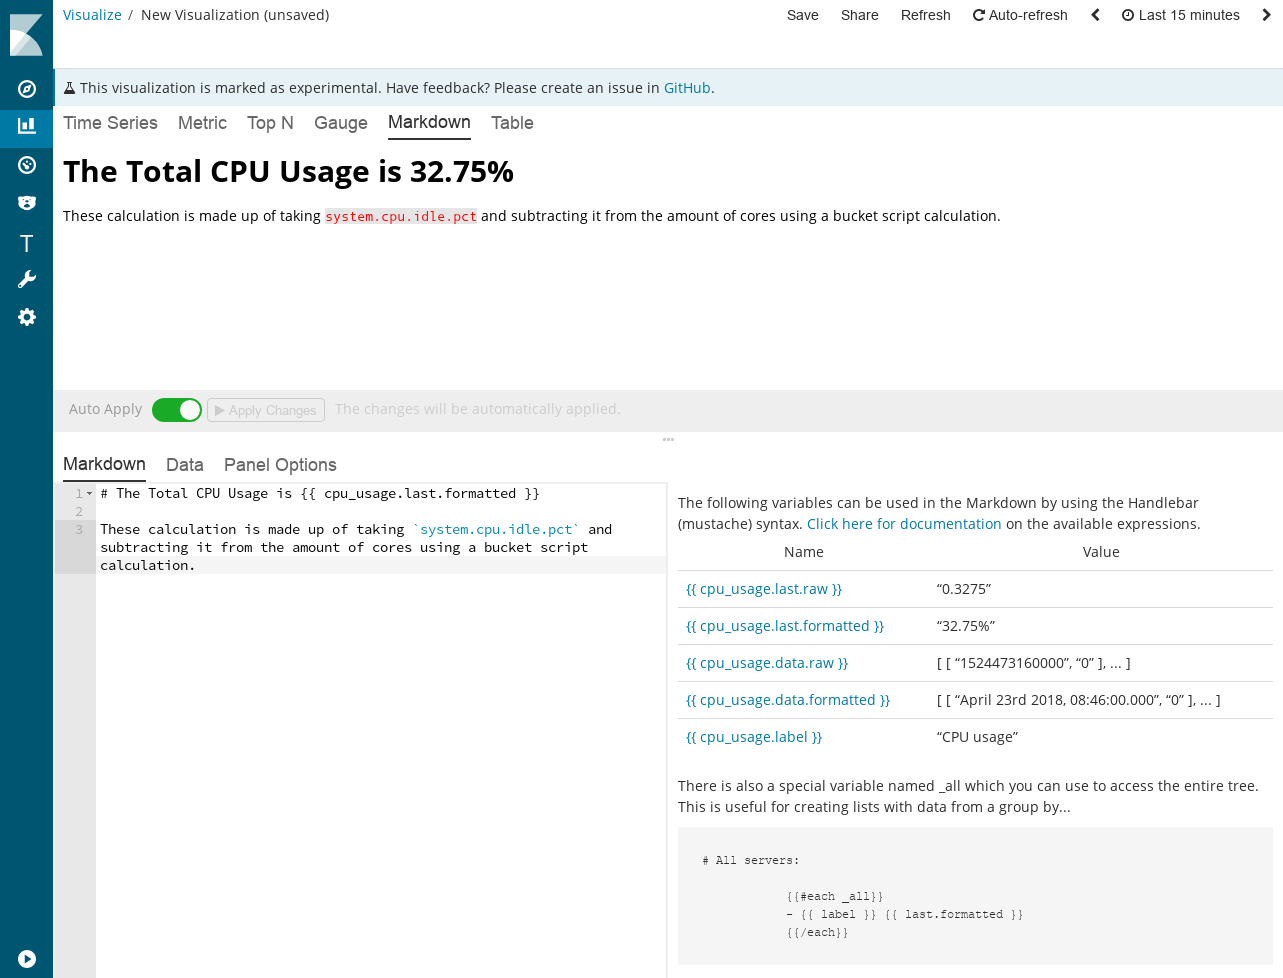 Visualize / New Visualization (unsaved)
Save Share Refresh Auto-refresh Last 15 minutes
This visualization is marked as experimental. Have feedback? Please create an issue in GitHub.
Time Series Metric Top N Gauge Markdown Table
The Total CPU Usage is 32.75%
These calculation is made up of taking system.cpu.idle.pct and subtracting it from the amount of cores using a bucket script calculation.
T
Auto Apply Apply Changes The changes will be automatically applied.
Markdown Data Panel Options
1 # The Total CPU Usage is {{ cpu_usage.last.formatted }}
2
3 These calculation is made up of taking `system.cpu.idle.pct` and
subtracting it from the amount of cores using a bucket script
calculation.
The following variables can be used in the Markdown by using the Handlebar
(mustache) syntax. Click here for documentation on the available expressions.
Name Value
{{ cpu_usage.last.raw }} “0.3275”
{{ cpu_usage.last.formatted }} “32.75%”
{{ cpu_usage.data.raw }} [ [ “1524473160000”, “0” ], ... ]
{{ cpu_usage.data.formatted }} [ [ “April 23rd 2018, 08:46:00.000”, “0” ], ... ]
{{ cpu_usage.label }} “CPU usage”
There is also a special variable named _all which you can use to access the entire tree.
This is useful for creating lists with data from a group by...
# All servers:
{{#each _all}}
- {{ label }} {{ last.formatted }}
{{/each}}